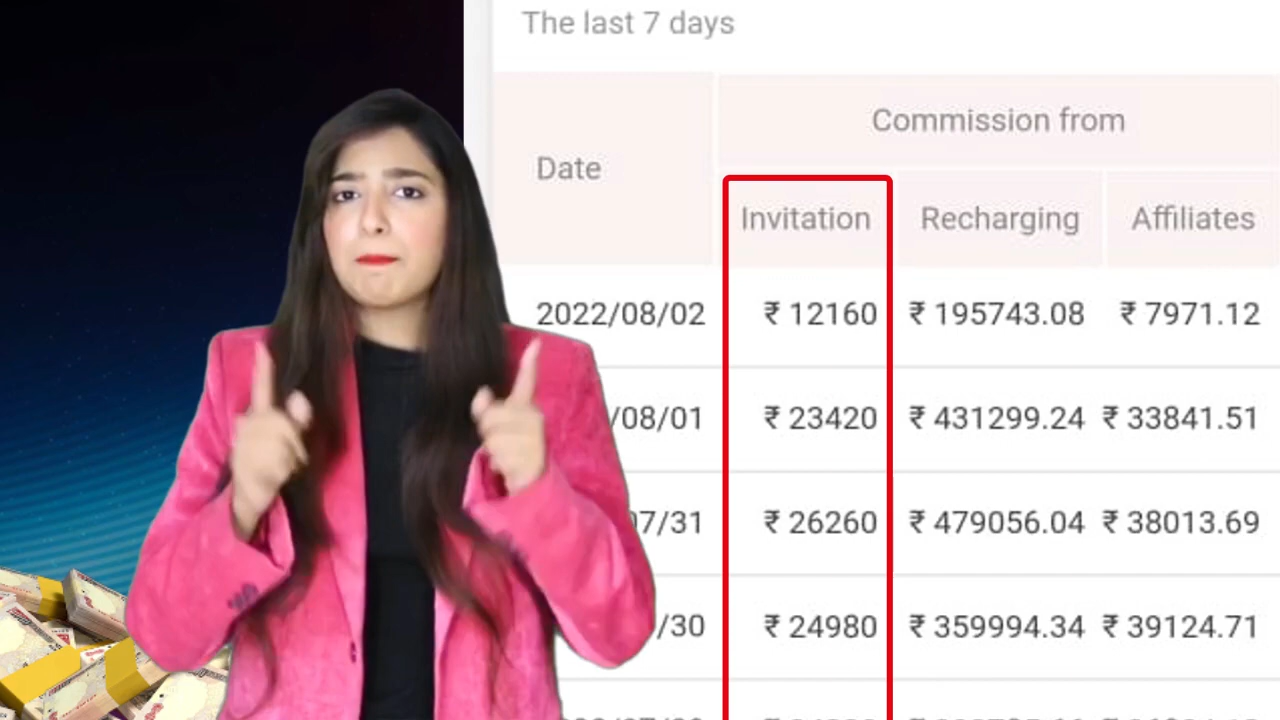 The last 7 days
Commission from
Date
Invitation Recharging Affiliates
2022/08/02 ₹ 12160 ₹ 195743.08 ₹ 7971.12
/08/01 ₹ 23420 ₹ 431299.24 ₹ 33841.51
07/31 ₹ 26260 ₹ 479056.04 ₹ 38013.69
/30 ₹ 24980 ₹ 359994.34 ₹ 39124.71